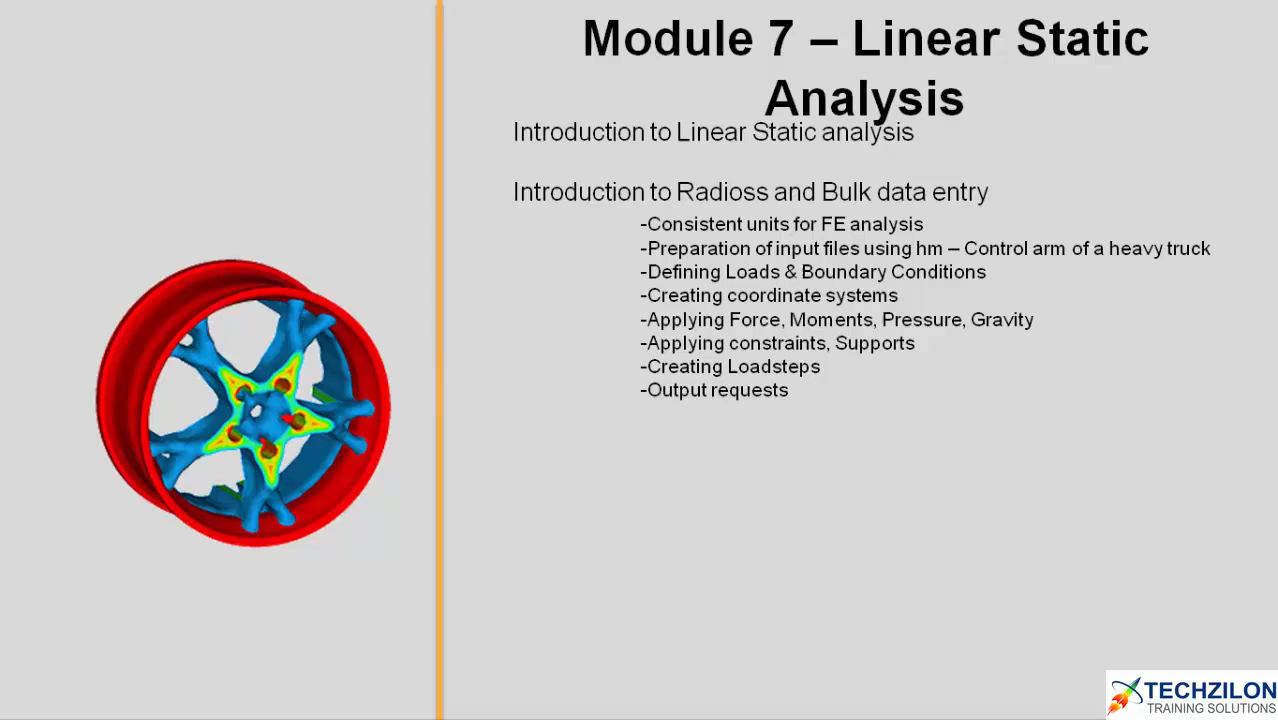 Module 7 – Linear Static
Analysis
Introduction to Linear Static analysis
Introduction to Radioss and Bulk data entry
-Consistent units for FE analysis
-Preparation of input files using hm – Control arm of a heavy truck
-Defining Loads & Boundary Conditions
-Creating coordinate systems
-Applying Force, Moments, Pressure, Gravity
-Applying constraints, Supports
-Creating Loadsteps
-Output requests
TECHZILON
TRAINING SOLUTIONS